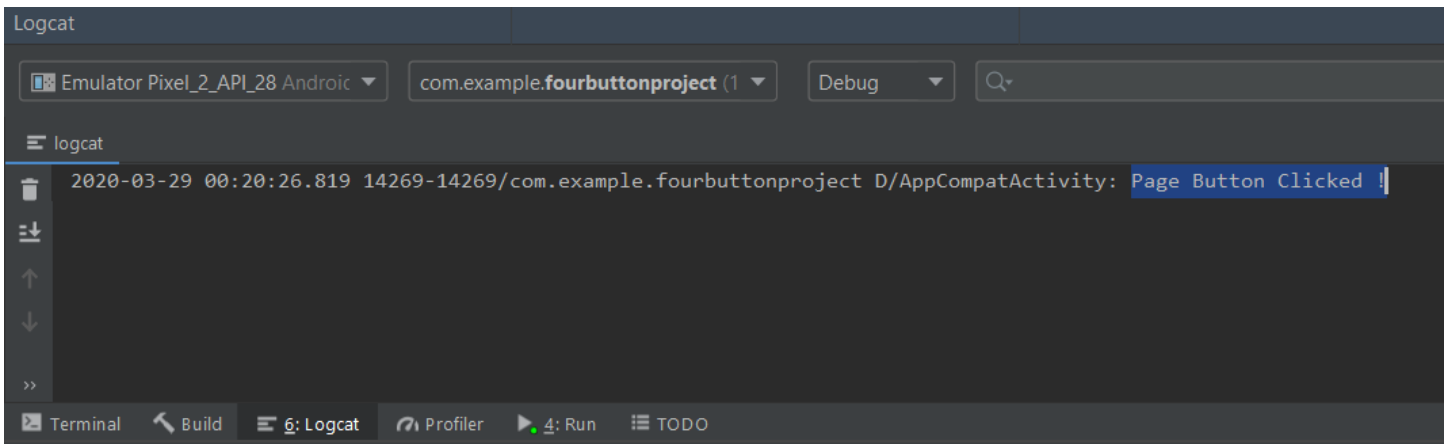 Logcat
Emulator Pixel_2_API_28 Android com.example.fourbuttonproject (1 Debug
logcat
2020-03-29 00:20:26.819 14269-14269/com.example.fourbuttonproject D/AppCompatActivity: Page Button Clicked !
Terminal Build 6: Logcat Profiler 4: Run TODO